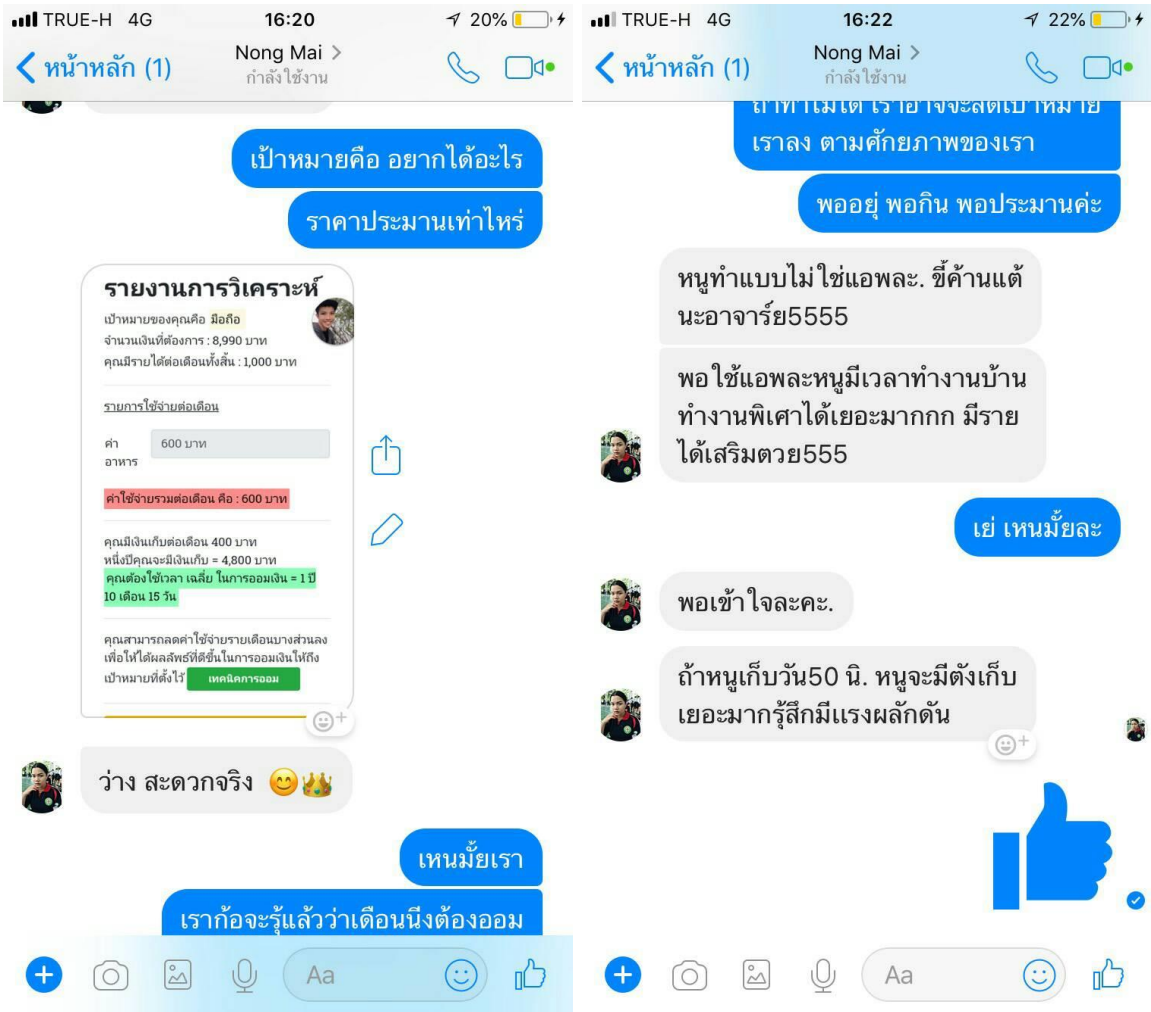 TRUE-H 4G 16:20 20%
หน้าหลัก (1) Nong Mai
กำลังใช้งาน
เป้าหมายคือ อยากได้อะไร
ราคาประมานเท่าไหร่
รายงานการวิเคราะห์
เป้าหมายของคุณคือ มือถือ
จำนวนเงินที่ต้องการ : 8,990 บาท
คุณมีรายได้ต่อเดือนทั้งสิ้น : 1,000 บาท
รายการใช้จ่ายต่อเดือน
ค่า 600 บาท
อาหาร
ค่าใช้จ่ายรวมต่อเดือน คือ : 600 บาท
คุณมีเงินเก็บต่อเดือน 400 บาท
หนึ่งปีคุณจะมีเงินเก็บ = 4,800 บาท
คุณต้องใช้เวลา เฉลี่ย ในการออมเงิน = 1 ปี
10 เดือน 15 วัน
คุณสามารถลดค่าใช้จ่ายรายเดือนบางส่วนลง
เพื่อให้ได้ผลลัพธ์ที่ดีขึ้นในการออมเงินให้ถึง
เป้าหมายที่ตั้งไว้ เทคนิคการออม
ว่าง สะดวกจริง 😊👑
เหนมั้ยเรา
เราก้อจะรู้แล้วว่าเดือนนึงต้องออม
Aa
TRUE-H 4G 16:22 22%
หน้าหลัก (1) Nong Mai
กำลังใช้งาน
ถ้าทำไม่ได้ เราอาจจะลดเป้าหมาย
เราลง ตามศักยภาพของเรา
พออยุ่ พอกิน พอประมานค่ะ
หนูทำแบบไม่ใช่แอพละ. ขี้ค้านแต้
นะอาจาร์ย5555
พอใช้แอพละหนูมีเวลาทำงานบ้าน
ทำงานพิเศาได้เยอะมากกก มีราย
ได้เสริมตวย555
เย่ เหนมั้ยละ
พอเข้าใจละคะ.
ถ้าหนูเก็บวัน50 นิ. หนูจะมีตังเก็บ
เยอะมากรุ้สึกมีแรงผลักดัน
Aa